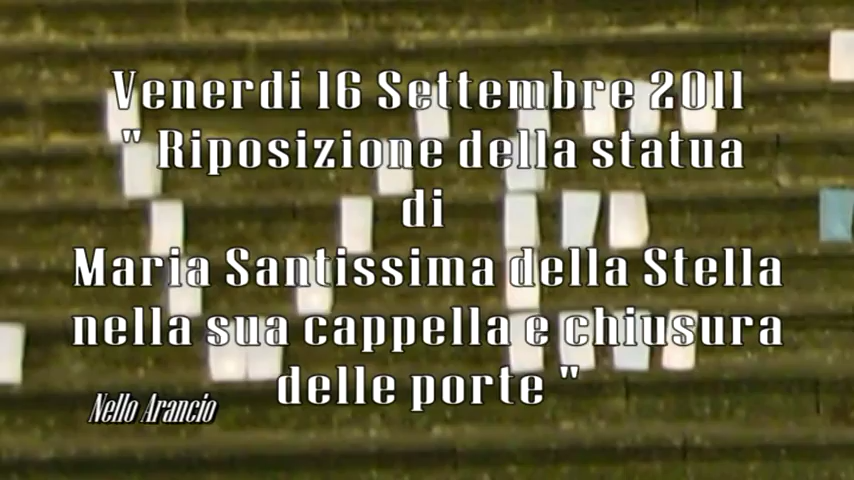 Venerdi 16 Settembre 2011
" Riposizione della statua
di
Maria Santissima della Stella
nella sua cappella e chiusura
delle porte "
Nello Arancio